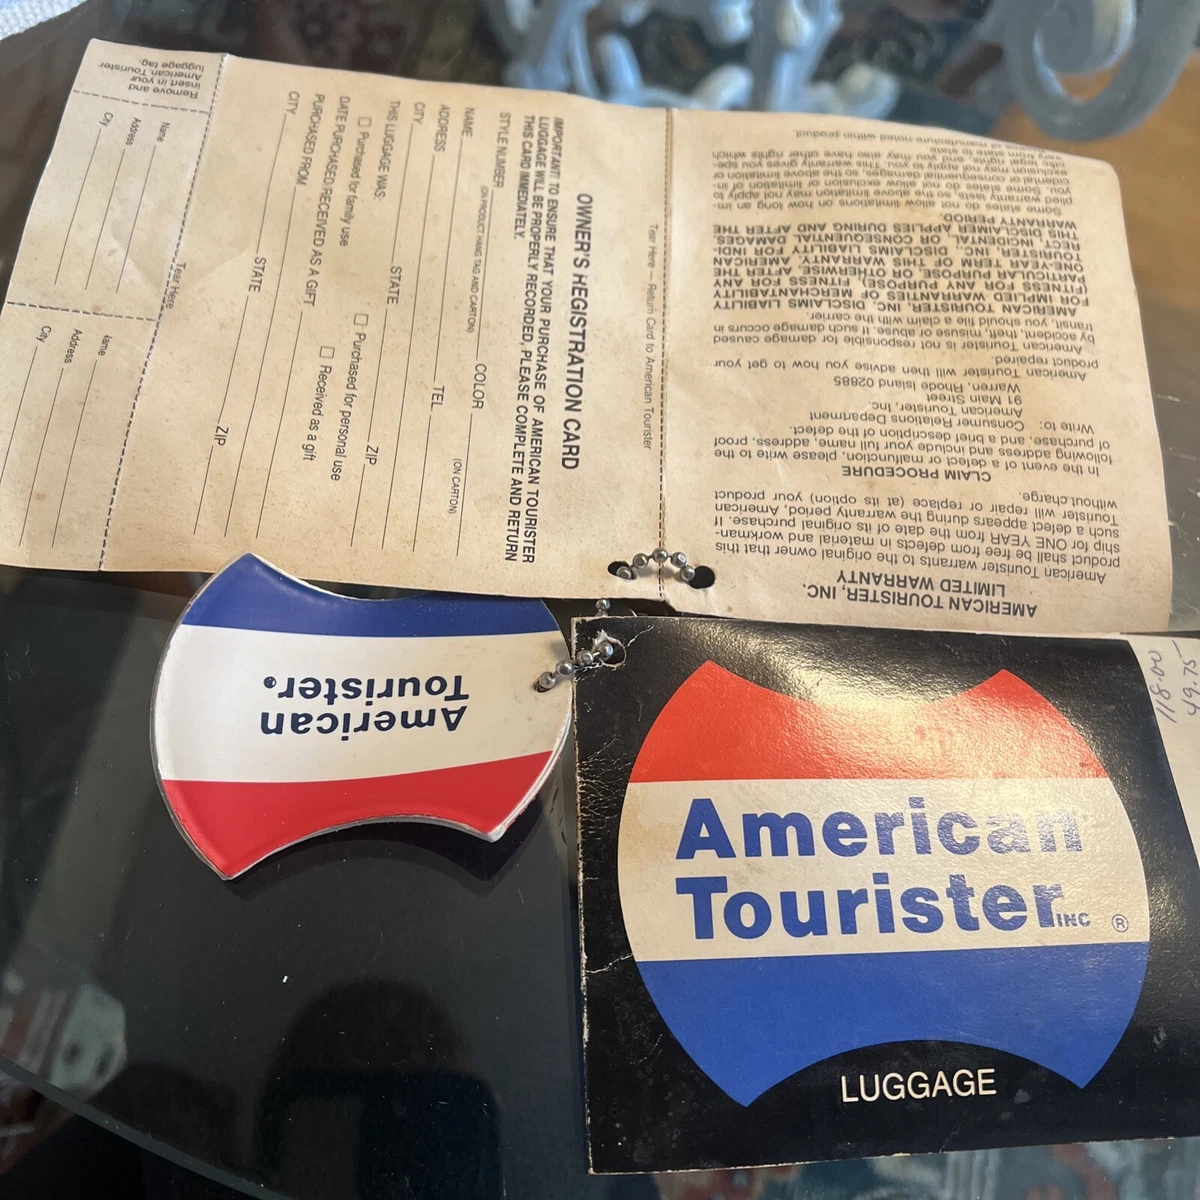 Remove and
insert in your
American Tourister
luggage tag.
Name
Address
City
Name
Address
City
Tear Here
OWNER'S REGISTRATION CARD
IMPORTANT! TO ENSURE THAT YOUR PURCHASE OF AMERICAN TOURISTER
LUGGAGE WILL BE PROPERLY RECORDED, PLEASE COMPLETE AND RETURN
THIS CARD IMMEDIATELY.
STYLE NUMBER COLOR
(ON PRODUCT HANG TAG AND CARTON) (ON CARTON)
NAME TEL.
ADDRESS
CITY STATE ZIP
THIS LUGGAGE WAS:
Purchased for family use Purchased for personal use
Received as a gift
DATE PURCHASED/RECEIVED AS A GIFT
PURCHASED FROM
CITY STATE ZIP
Tear Here Return Card to American Tourister
AMERICAN TOURISTER, INC.
LIMITED WARRANTY
American Tourister warrants to the original owner that this
product shall be free from defects in material and workman-
ship for ONE YEAR from the date of its original purchase. If
such a defect appears during the warranty period, American
Tourister will repair or replace (at its option) your product
without charge.
CLAIM PROCEDURE
In the event of a defect or malfunction, please write to the
following address and include your full name, address, proof
of purchase, and a brief description of the defect:
Write to: Consumer Relations Department
American Tourister, Inc.
91 Main Street
Warren, Rhode Island 02885
American Tourister will then advise you how to get your
product repaired.
American Tourister is not responsible for damage caused
by accident, theft, misuse or abuse. If such damage occurs in
transit, you should file a claim with the carrier.
AMERICAN TOURISTER, INC. DISCLAIMS LIABILITY
FOR IMPLIED WARRANTIES OF MERCHANTABILITY
FITNESS FOR ANY PURPOSE, FITNESS FOR ANY
PARTICULAR PURPOSE, OR OTHERWISE, AFTER THE
ONE-YEAR TERM OF THIS WARRANTY. AMERICAN
TOURISTER, INC., DISCLAIMS LIABILITY FOR INDI-
RECT, INCIDENTAL, OR CONSEQUENTIAL DAMAGES.
THIS DISCLAIMER APPLIES DURING AND AFTER THE
WARRANTY PERIOD.
Some states do not allow limitations on how long an im-
plied warranty lasts, so the above limitation may not apply to
you. Some states do not allow exclusion or limitation of in-
cidental or consequential damages, so the above limitation or
exclusion may not apply to you. This warranty gives you spe-
cific legal rights, and you may also have other rights which
vary from state to state.
manufacture noted within product.
American
Tourister.®
American
Tourister INC ®
LUGGAGE
118.00
49.75